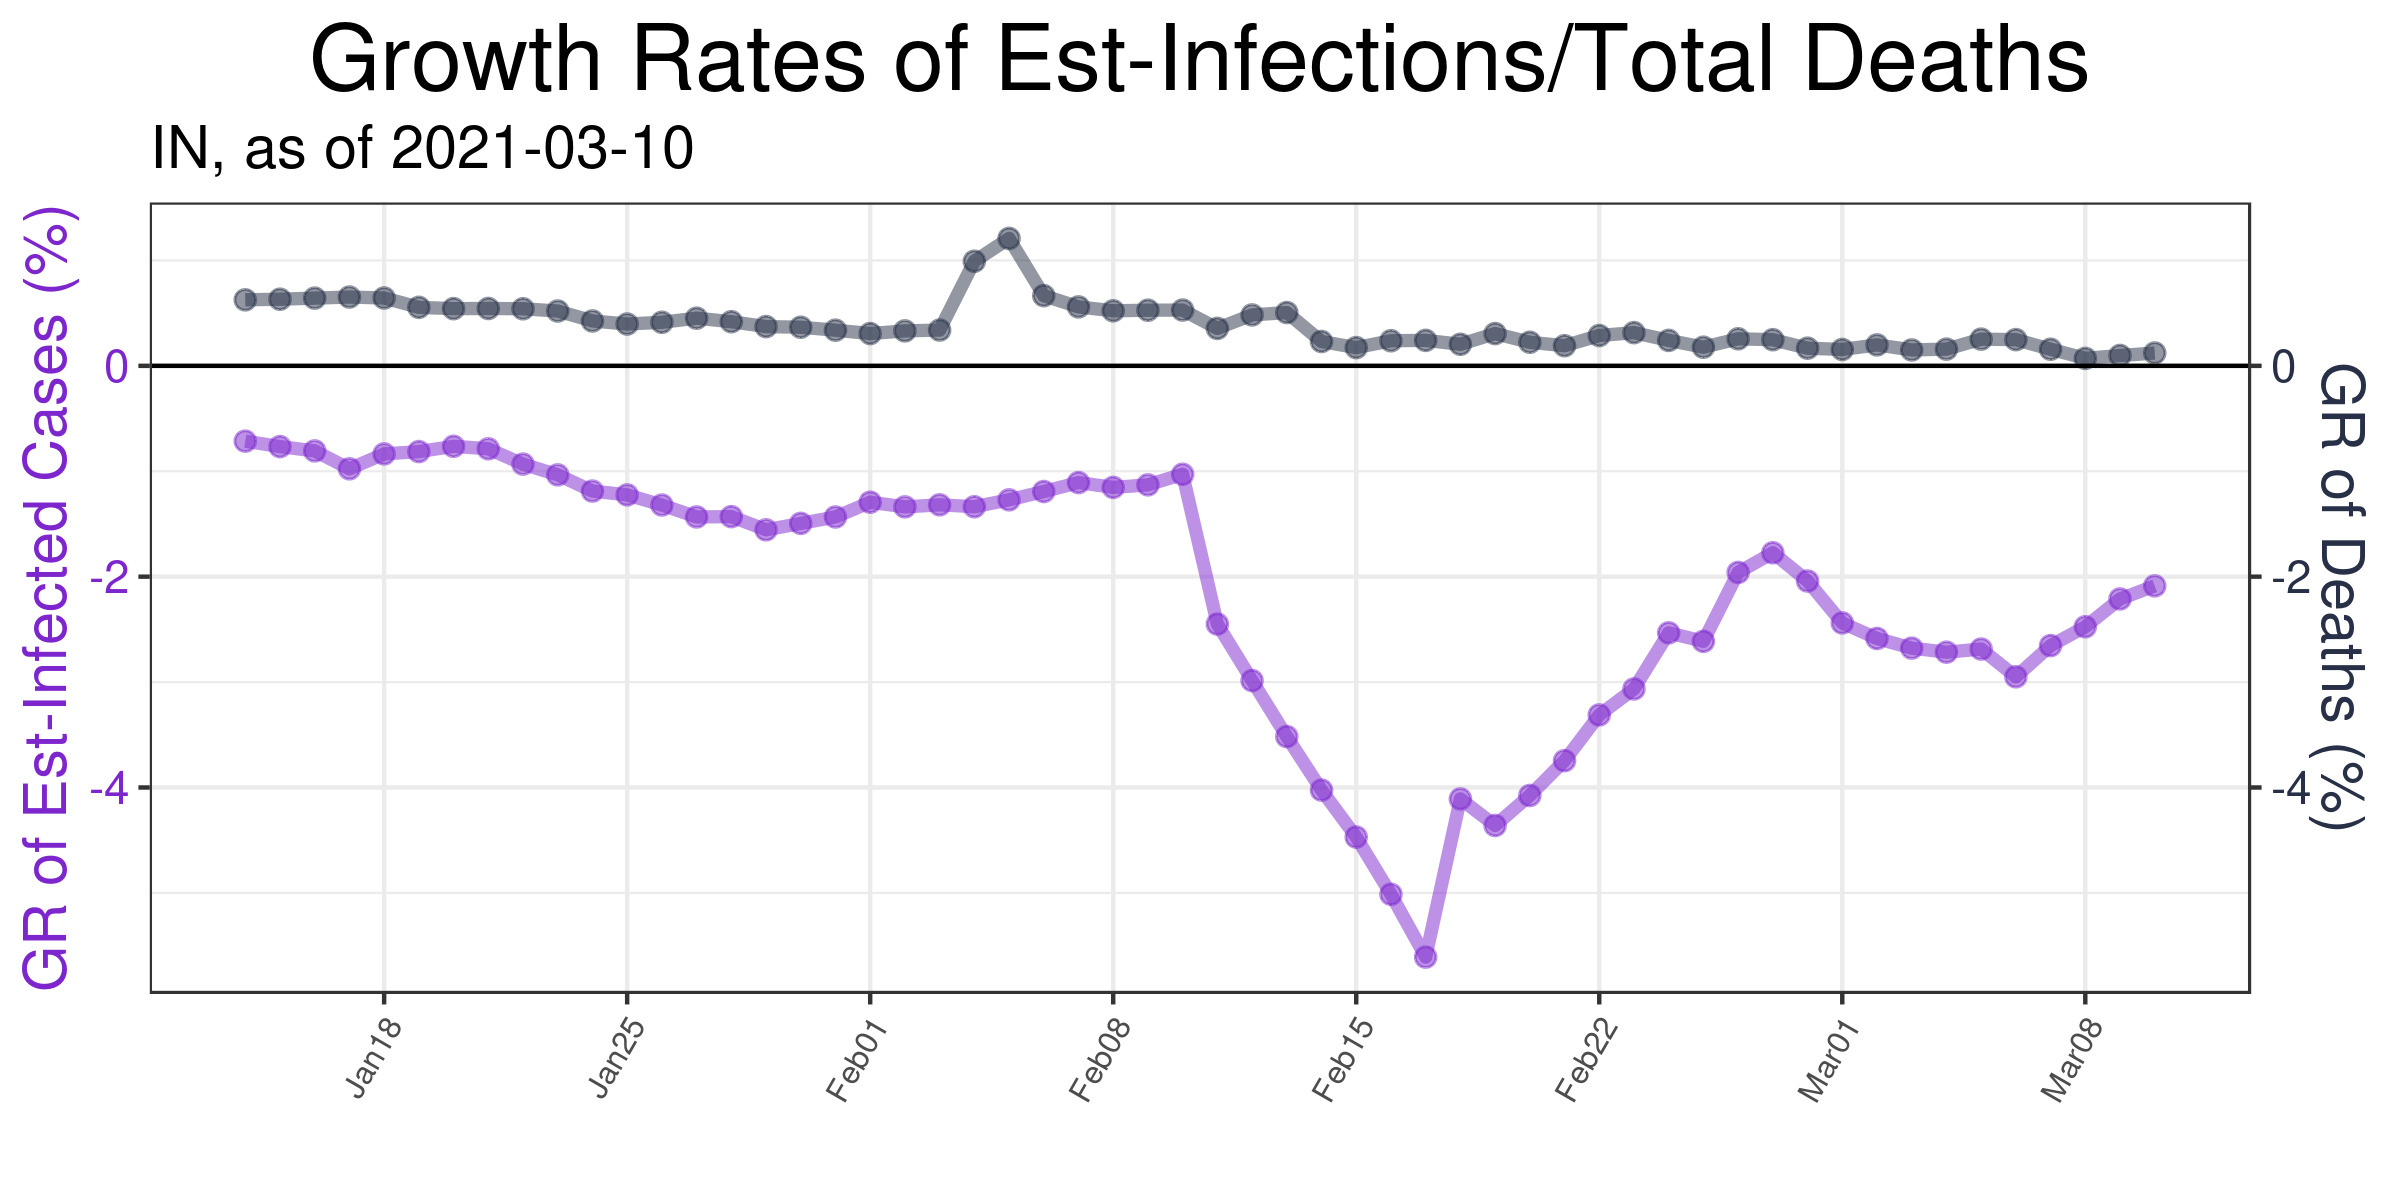 Growth Rates of Est-Infections/Total Deaths
IN, as of 2021-03-10
GR of Est-Infected Cases (%)
0
-2
-4
0
-2
-4
GR of Deaths (%)
Jan18
Jan25
Feb01
Feb08
Feb15
Feb22
Mar01
Mar08